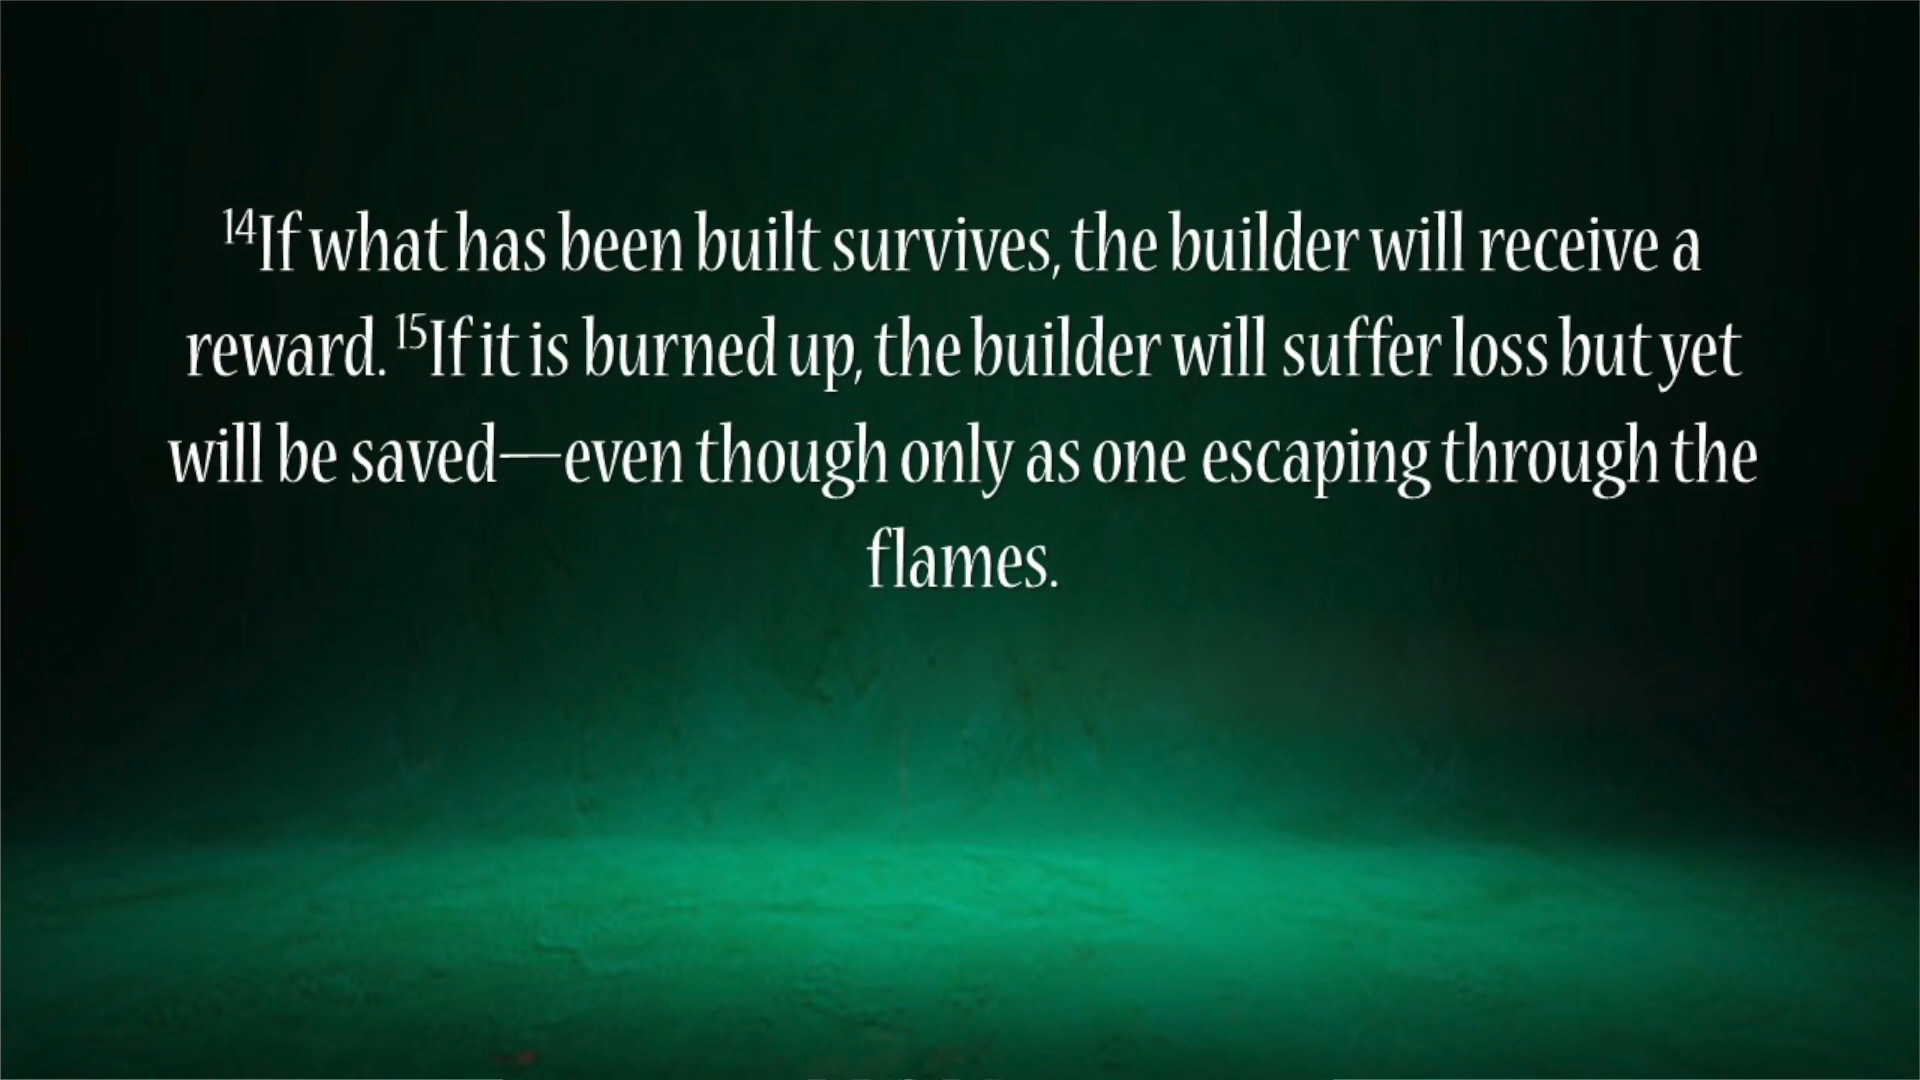 14If what has been built survives, the builder will receive a
reward. 15If it is burned up, the builder will suffer loss but yet
will be saved—even though only as one escaping through the
flames.